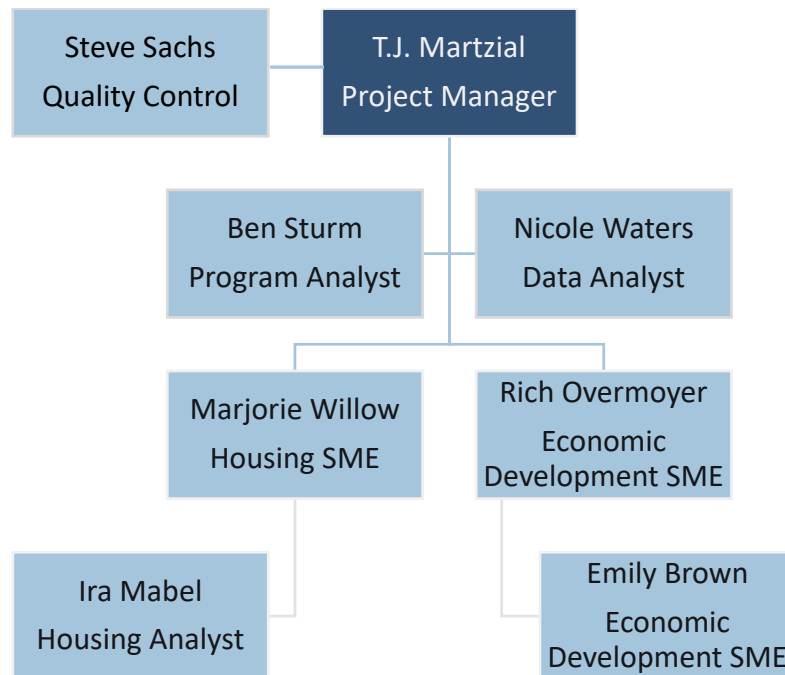 Steve Sachs
Quality Control
T.J. Martzial
Project Manager
Ben Sturm
Program Analyst
Nicole Waters
Data Analyst
Marjorie Willow
Housing SME
Rich Overmoyer
Economic
Development SME
Ira Mabel
Housing Analyst
Emily Brown
Economic
Development SME